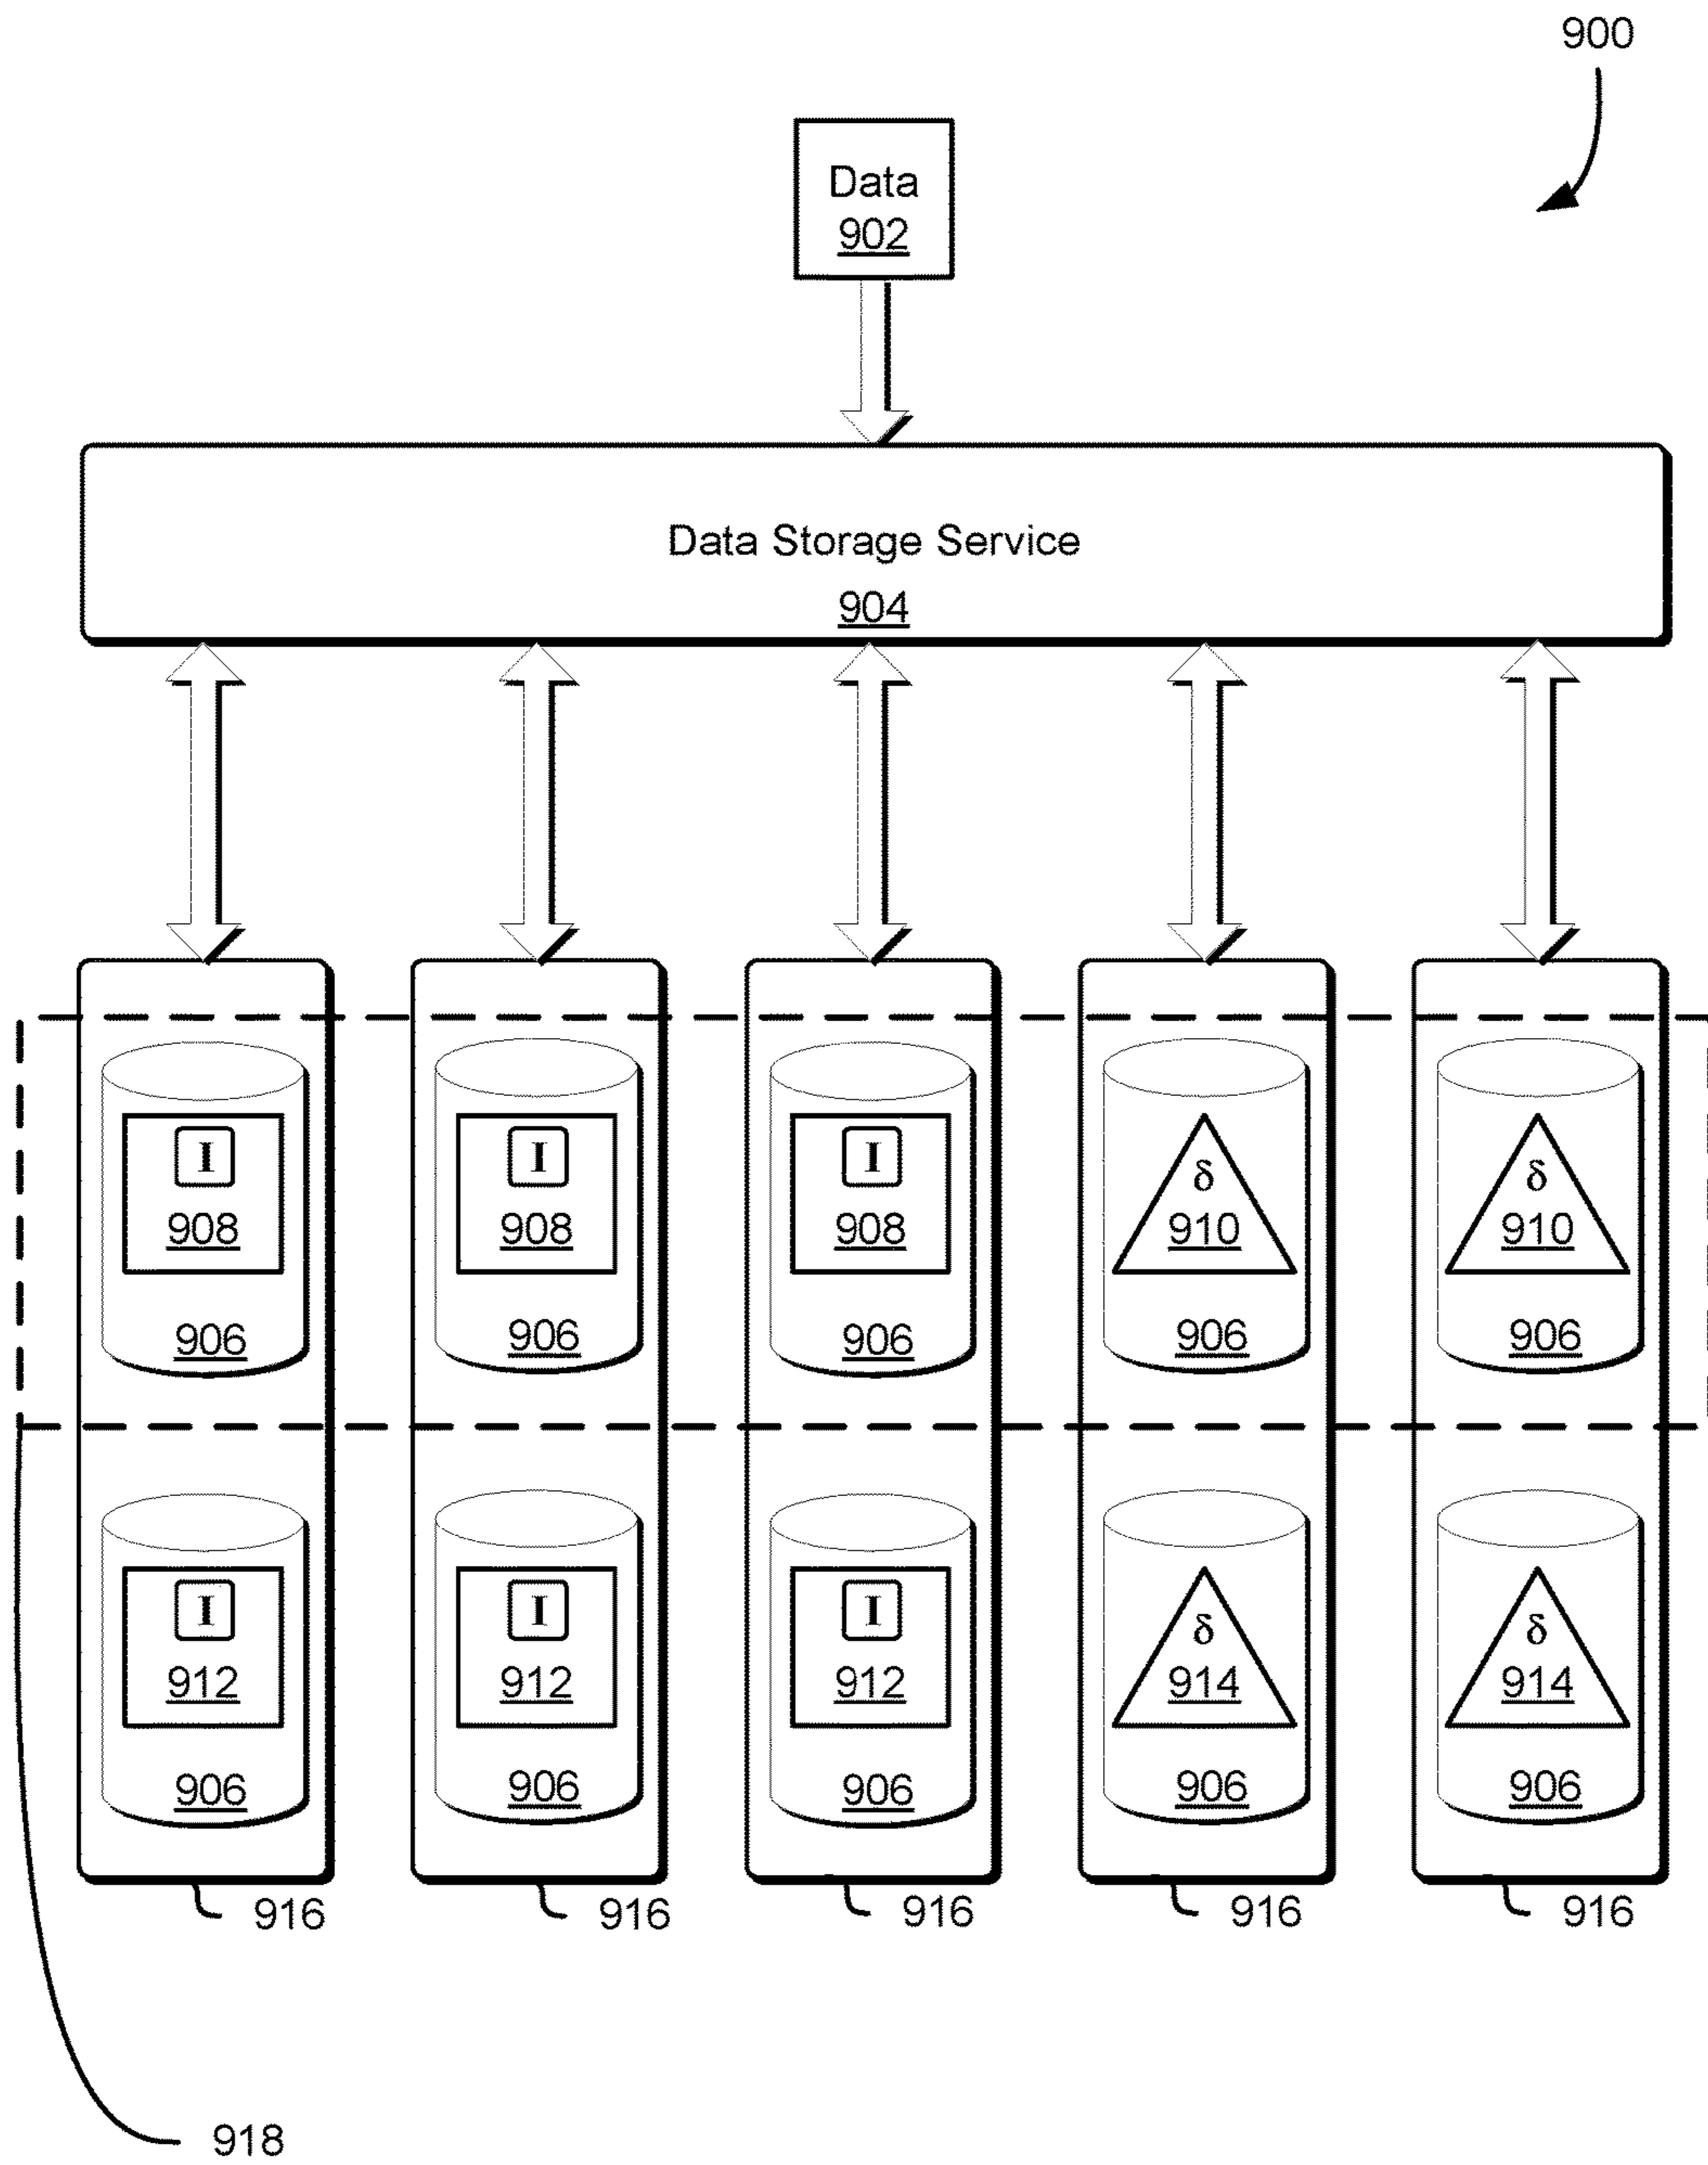 900
Data
902
Data Storage Service
904
I I I δ δ
908 908 908 910 910
906 906 906 906 906
I I I δ δ
912 912 912 914 914
906 906 906 906 906
916 916 916 916 916
918